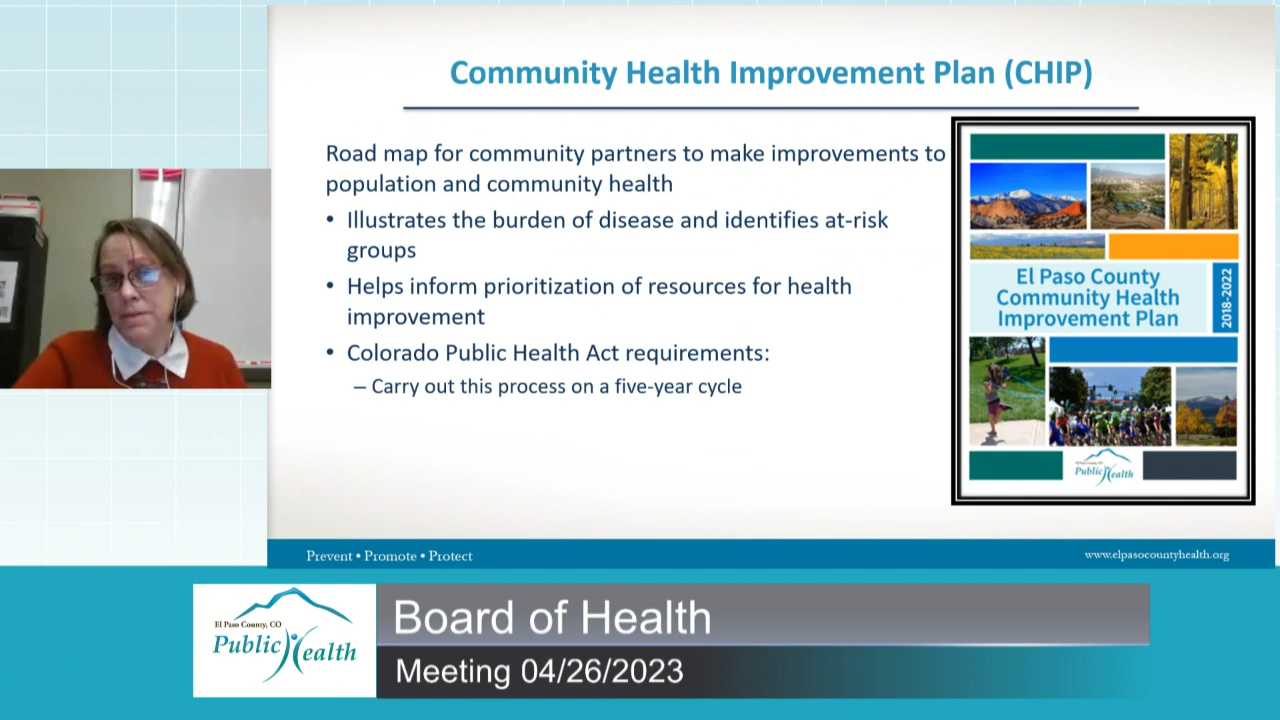 Community Health Improvement Plan (CHIP)
Road map for community partners to make improvements to
population and community health
• Illustrates the burden of disease and identifies at-risk
groups
• Helps inform prioritization of resources for health
improvement
• Colorado Public Health Act requirements:
– Carry out this process on a five-year cycle
El Paso County
Community Health
Improvement Plan
2018-2022
El Paso County, CO
Public Health
Prevent • Promote • Protect
www.elpasocountyhealth.org
El Paso County, CO
Public Health
Board of Health
Meeting 04/26/2023